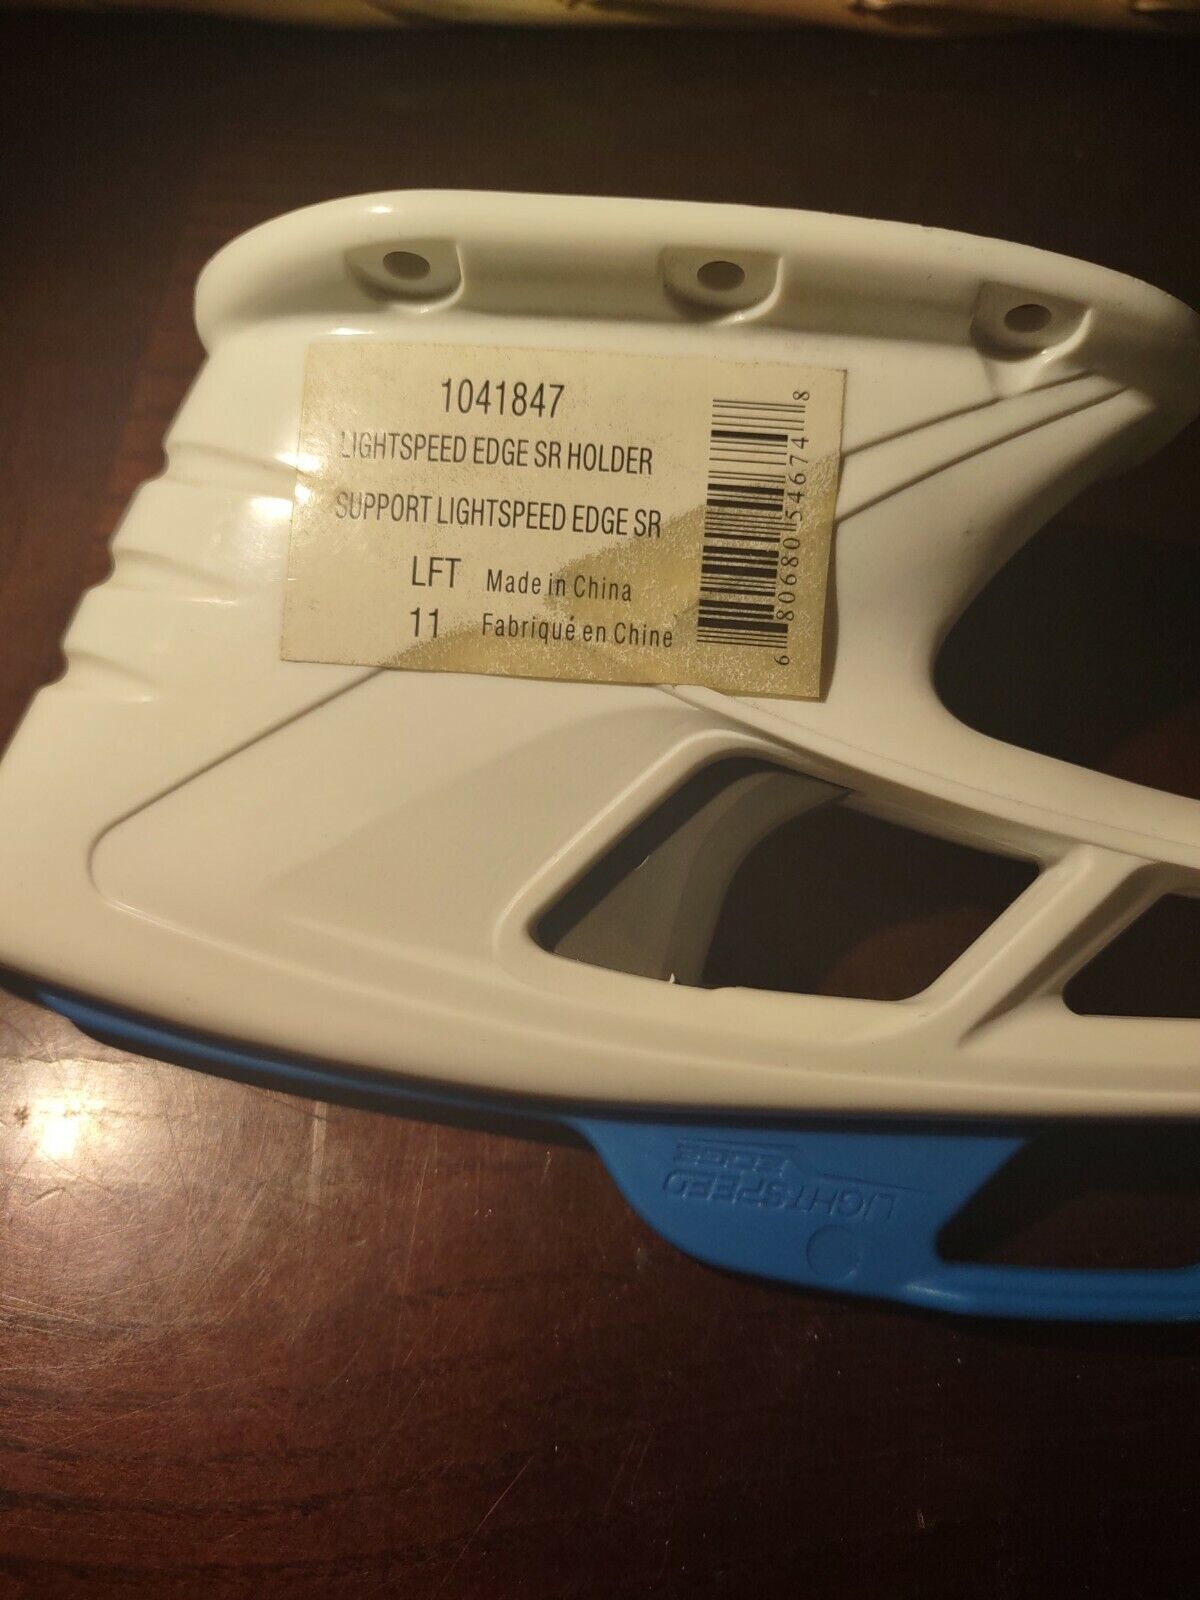 1041847
LIGHTSPEED EDGE SR HOLDER
SUPPORT LIGHTSPEED EDGE SR
LFT Made in China
11 Fabriqué en Chine
6 80680 54674 8
LIGHTSPEED
EDGE